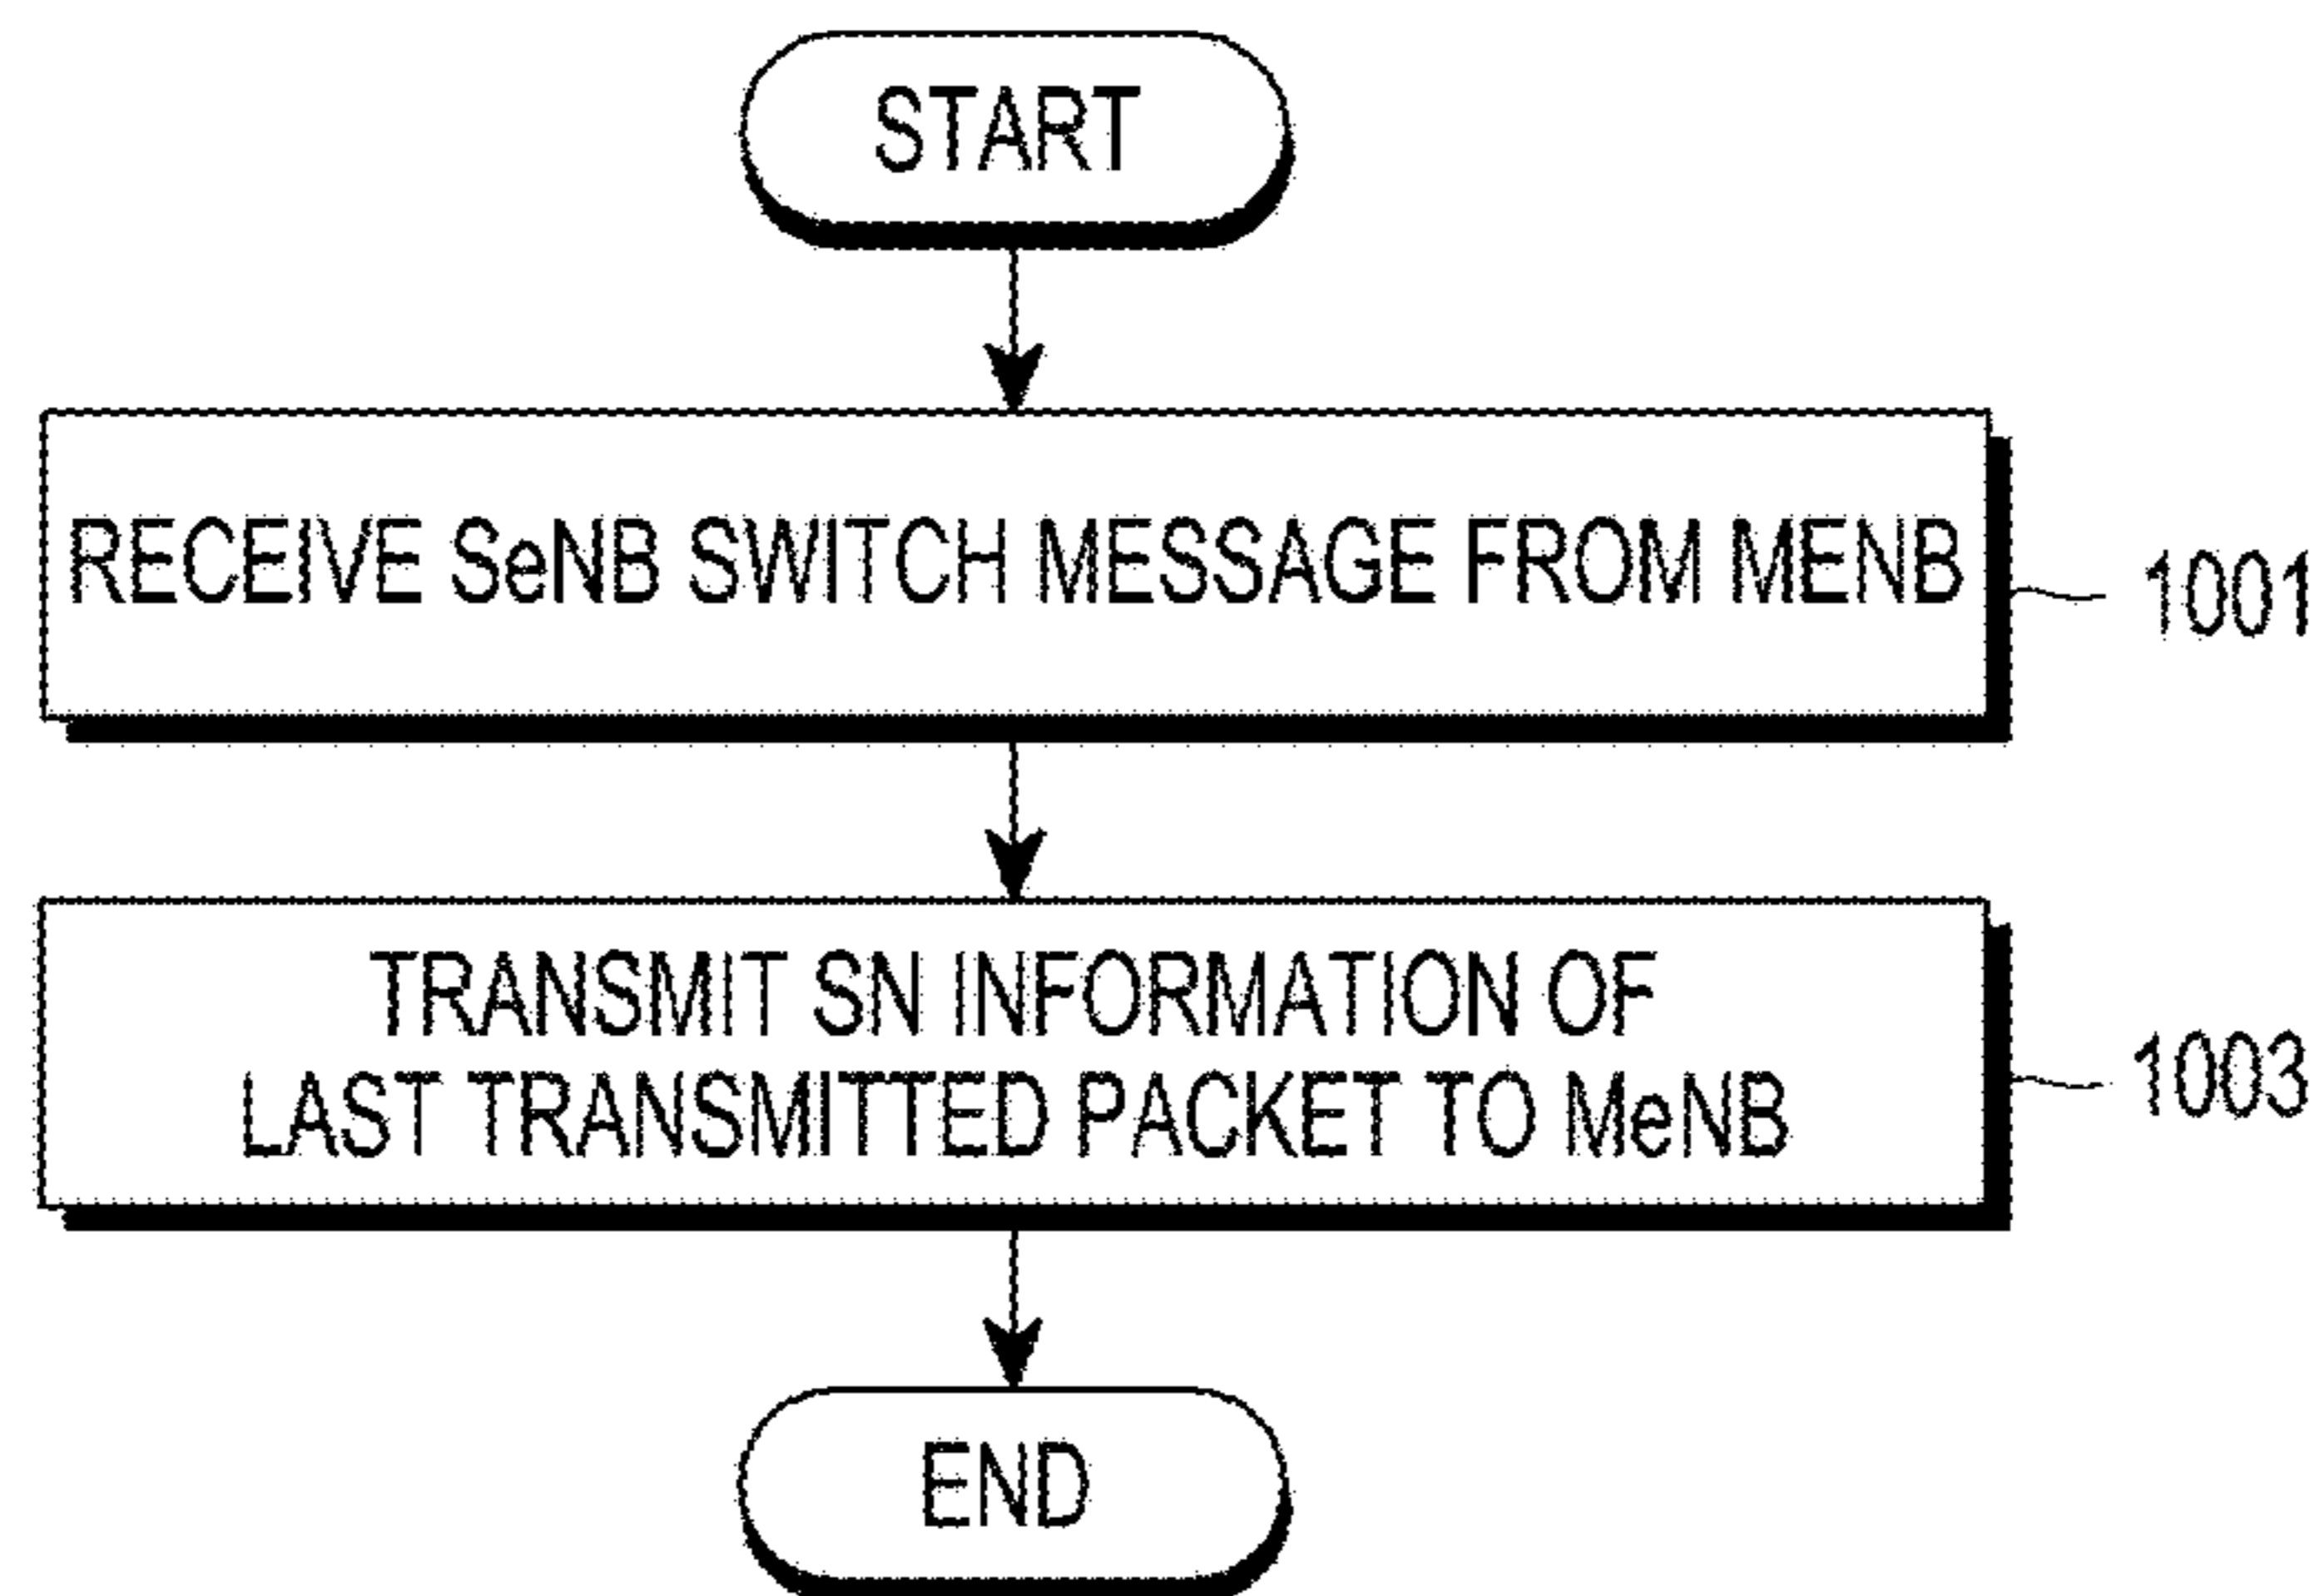 START
RECEIVE SeNB SWITCH MESSAGE FROM MENB
1001
TRANSMIT SN INFORMATION OF
LAST TRANSMITTED PACKET TO MeNB
1003
END